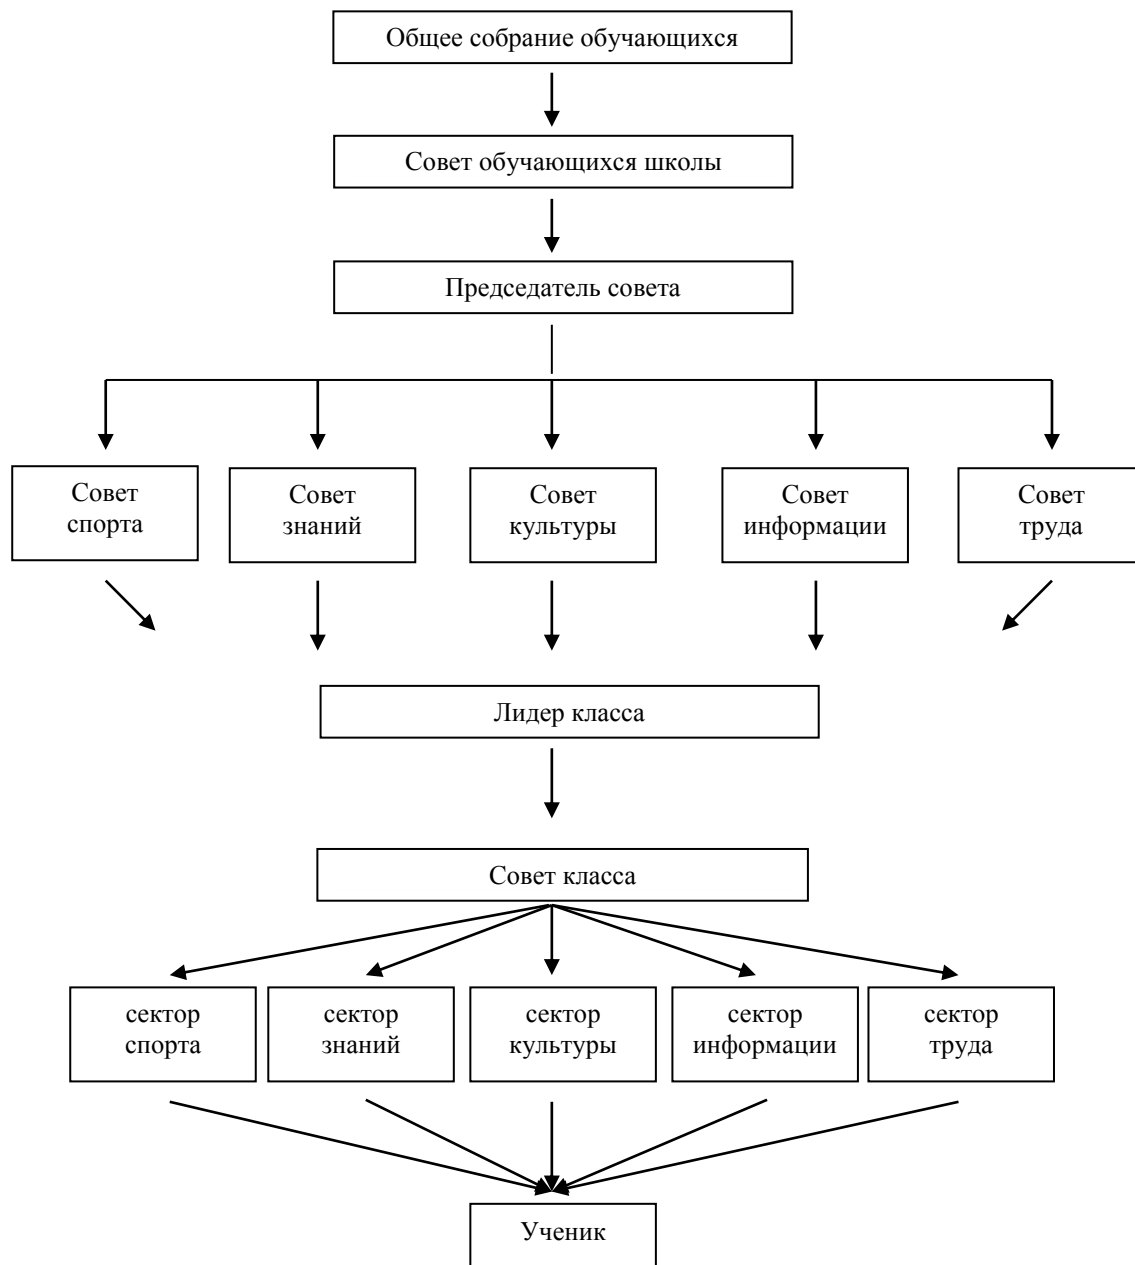 Общее собрание обучающихся
Совет обучающихся школы
Председатель совета
Совет
спорта
Совет
знаний
Совет
культуры
Совет
информации
Совет
труда
Лидер класса
Совет класса
сектор
спорта
сектор
знаний
сектор
культуры
сектор
информации
сектор
труда
Ученик